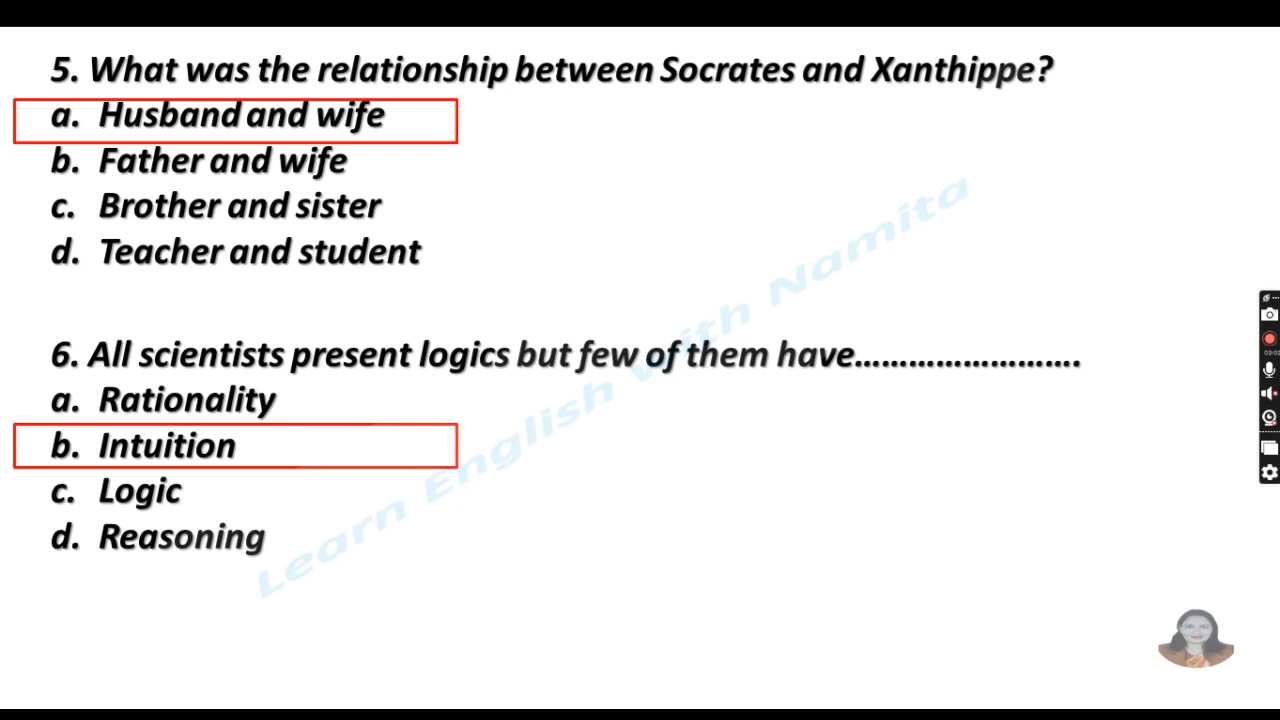 5. What was the relationship between Socrates and Xanthippe?
a. Husband and wife
b. Father and wife
c. Brother and sister
d. Teacher and student
6. All scientists present logics but few of them have……………………….
a. Rationality
b. Intuition
c. Logic
d. Reasoning
Learn English with Namita